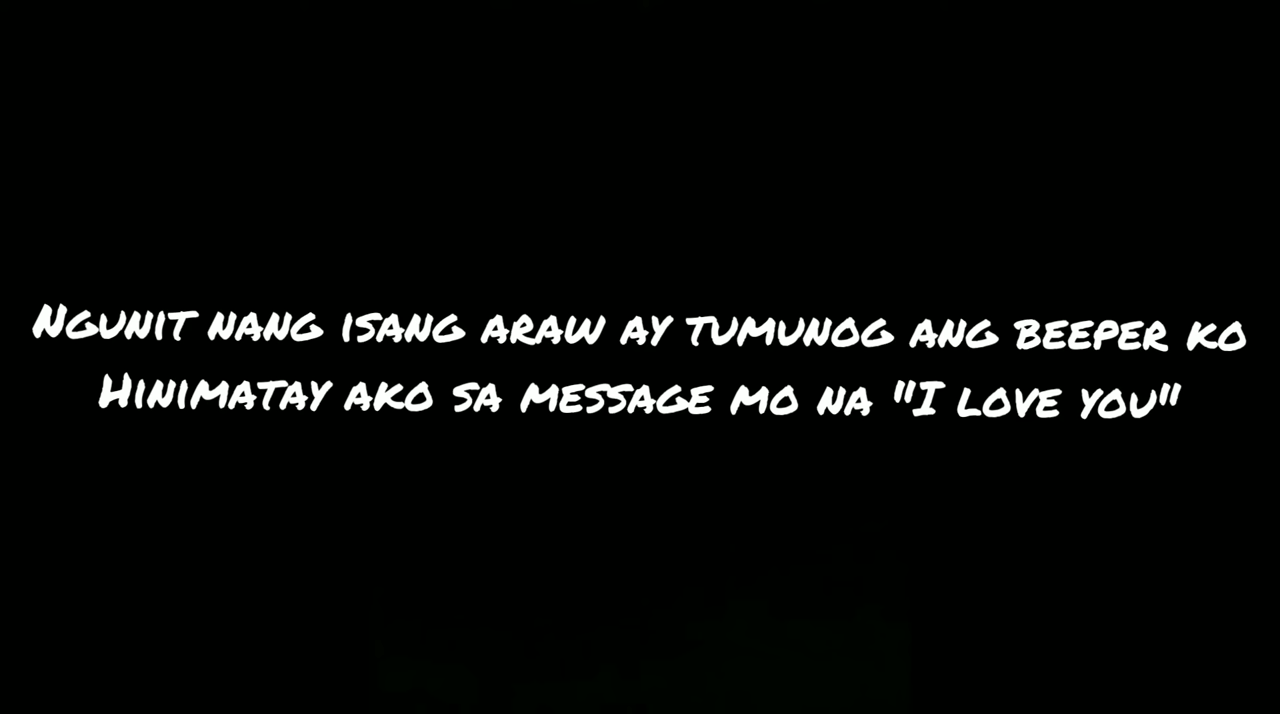 Ngunit nang isang araw ay tumunog ang beeper ko
Hinimatay ako sa message mo na "I love you"